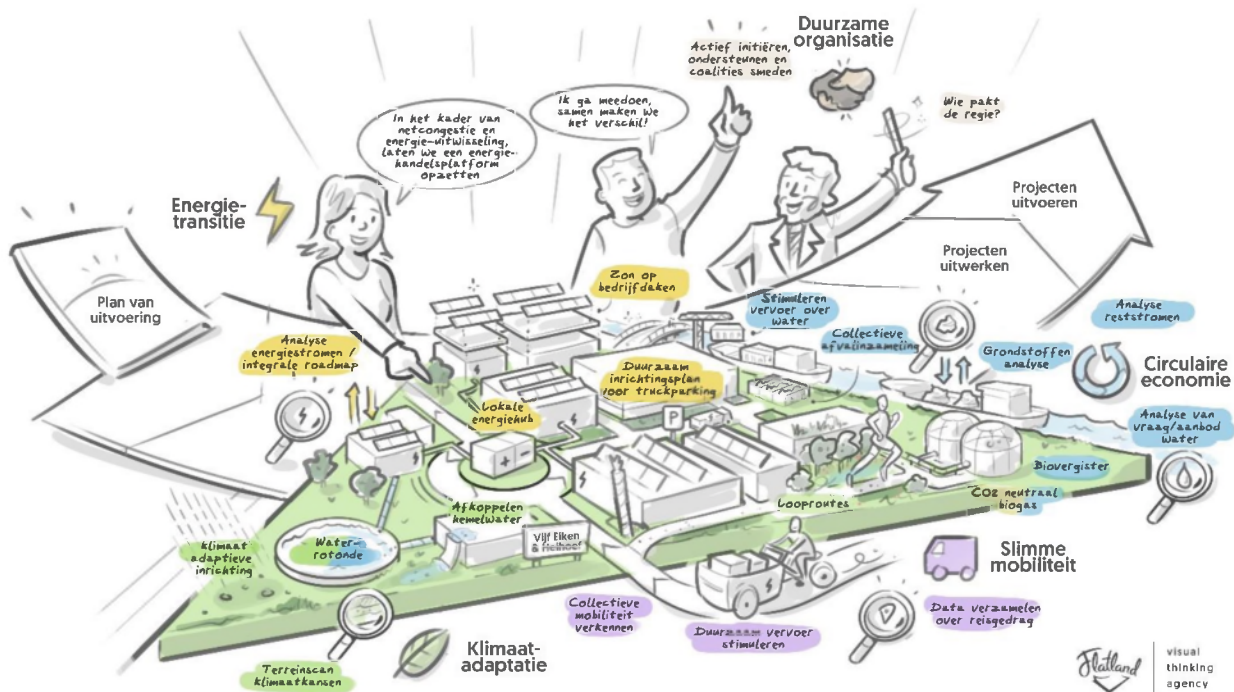 Duurzame
organisatie
Actief initiëren,
ondersteunen en
coalities smeden
Wie pakt
de regie?
Ik ga meedoen,
samen maken we
het verschil!
In het kader van
netcongestie en
energie-uitwisseling,
laten we een energie-
handelsplatform
opzetten
Energie-
transitie
Plan van
uitvoering
Projecten
uitvoeren
Projecten
uitwerken
Zon op
bedrijfdaken
Stimuleren
vervoer over
water
Collectieve
afvalinzameling
Analyse
reststromen
Grondstoffen
analyse
Circulaire
economie
Analyse
energiestromen /
integrale roadmap
Duurzaam
inrichtingsplan
voor truckparking
Lokale
energiehub
P
+ -
Analyse van
vraag/aanbod
water
Biovergister
CO2 neutraal
biogas
Looproutes
Afkoppelen
hemelwater
Vijf Eiken
& Heihoef
Klimaat
adaptieve
inrichting
Water-
rotonde
Slimme
mobiliteit
Collectieve
mobiliteit
verkennen
Duurzaam vervoer
stimuleren
Data verzamelen
over reisgedrag
Klimaat-
adaptatie
Terreinscan
klimaatkansen
Flatland
visual
thinking
agency